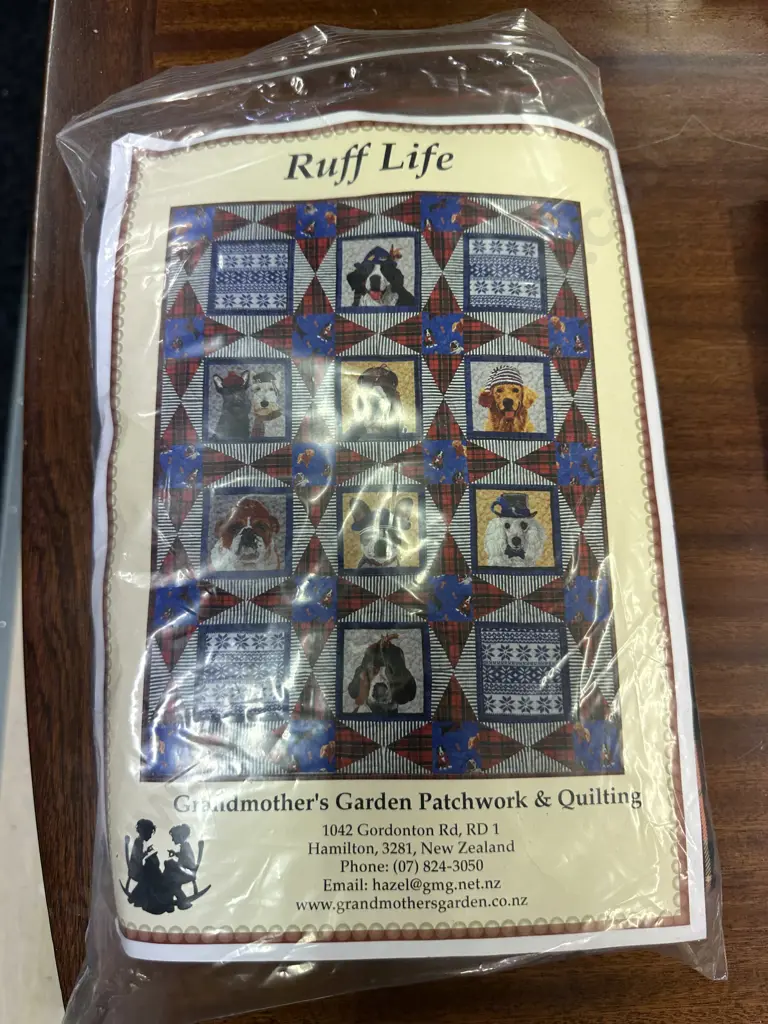 Ruff Life
Grandmother's Garden Patchwork & Quilting
1042 Gordonton Rd, RD 1
Hamilton, 3281, New Zealand
Phone: (07) 824-3050
Email: hazel@gmg.net.nz
www.grandmothersgarden.co.nz